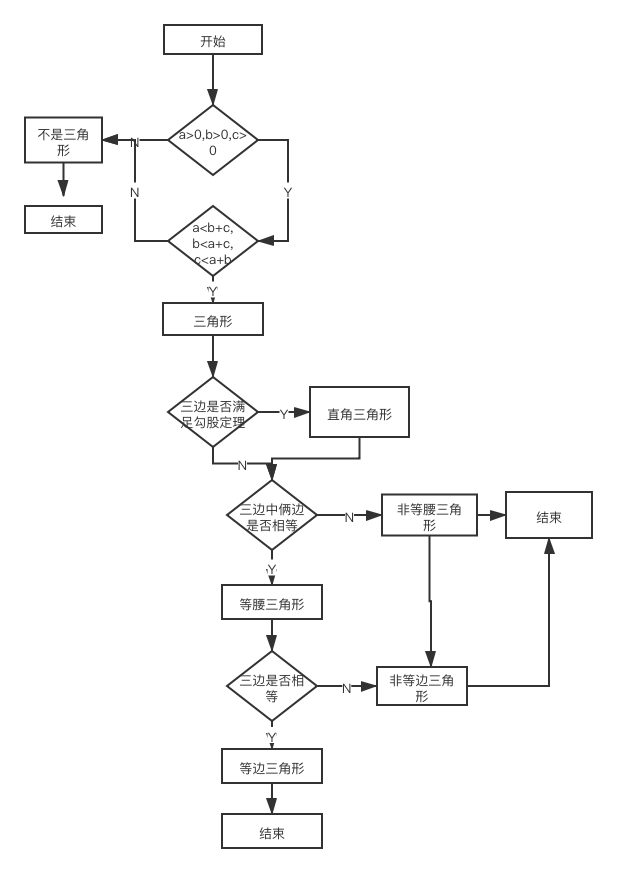 开始
a>0,b>0,c>
0
N
不是三角
形
结束
N
Y
a<b+c,
b<a+c,
c<a+b
Y
三角形
三边是否满
足勾股定理
Y
直角三角形
N
三边中俩边
是否相等
N
非等腰三角
形
结束
Y
等腰三角形
三边是否相
等
N
非等边三角
形
Y
等边三角形
结束